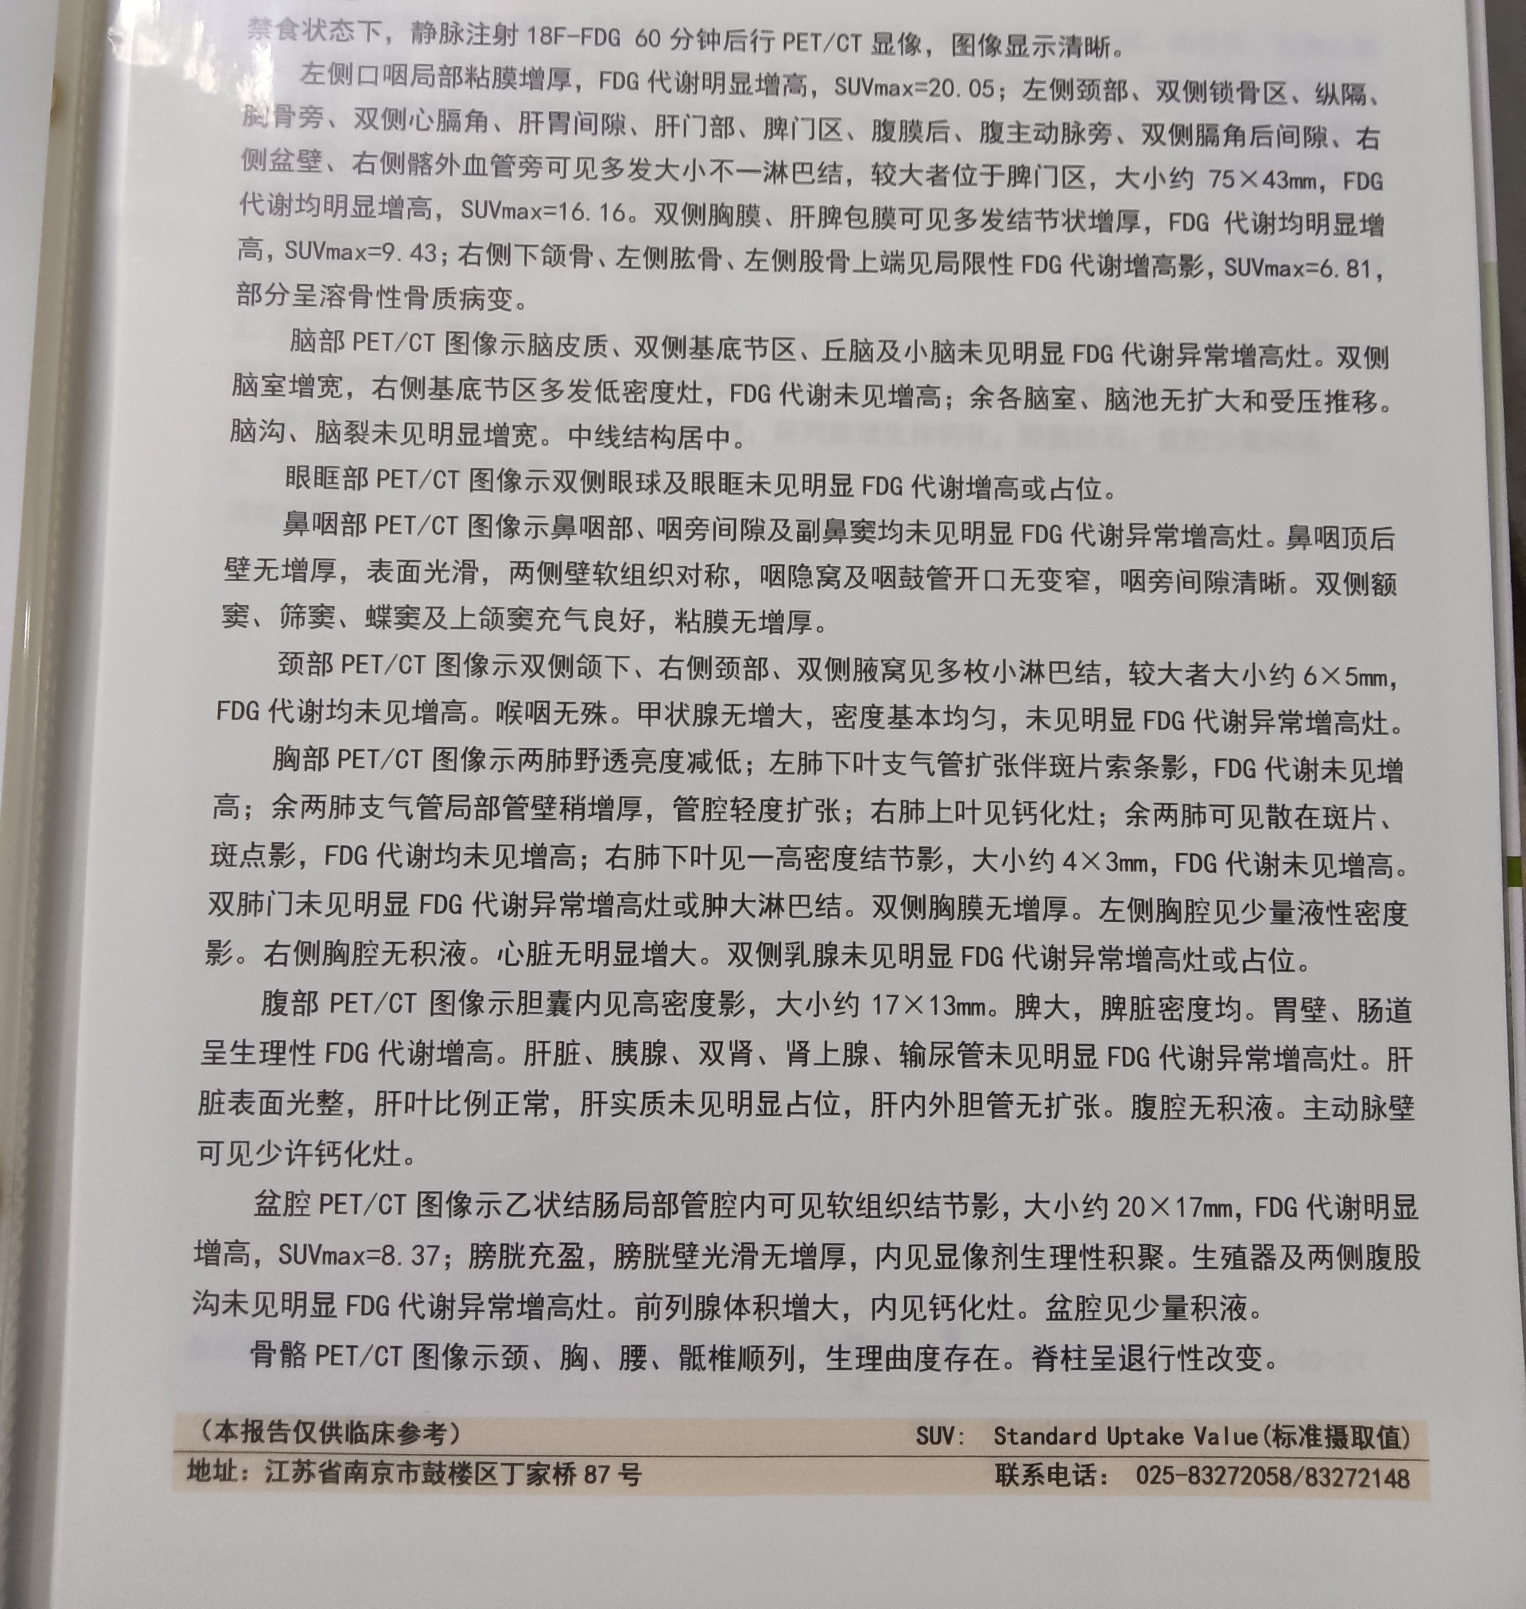 禁食状态下，静脉注射 18F-FDG 60 分钟后行 PET/CT 显像，图像显示清晰。
左侧口咽局部粘膜增厚，FDG 代谢明显增高，SUVmax=20.05；左侧颈部、双侧锁骨区、纵隔、
胸骨旁、双侧心膈角、肝胃间隙、肝门部、脾门区、腹膜后、腹主动脉旁、双侧膈角后间隙、右
侧盆壁、右侧髂外血管旁可见多发大小不一淋巴结，较大者位于脾门区，大小约 75×43mm，FDG
代谢均明显增高，SUVmax=16.16。双侧胸膜、肝脾包膜可见多发结节状增厚，FDG 代谢均明显增
高，SUVmax=9.43；右侧下颌骨、左侧肱骨、左侧股骨上端见局限性 FDG 代谢增高影，SUVmax=6.81，
部分呈溶骨性骨质病变。
脑部 PET/CT 图像示脑皮质、双侧基底节区、丘脑及小脑未见明显 FDG 代谢异常增高灶。双侧
脑室增宽，右侧基底节区多发低密度灶，FDG 代谢未见增高；余各脑室、脑池无扩大和受压推移。
脑沟、脑裂未见明显增宽。中线结构居中。
眼眶部 PET/CT 图像示双侧眼球及眼眶未见明显 FDG 代谢增高或占位。
鼻咽部 PET/CT 图像示鼻咽部、咽旁间隙及副鼻窦均未见明显 FDG 代谢异常增高灶。鼻咽顶后
壁无增厚，表面光滑，两侧壁软组织对称，咽隐窝及咽鼓管开口无变窄，咽旁间隙清晰。双侧额
窦、筛窦、蝶窦及上颌窦充气良好，粘膜无增厚。
颈部 PET/CT 图像示双侧颌下、右侧颈部、双侧腋窝见多枚小淋巴结，较大者大小约 6×5mm，
FDG 代谢均未见增高。喉咽无殊。甲状腺无增大，密度基本均匀，未见明显 FDG 代谢异常增高灶。
胸部 PET/CT 图像示两肺野透亮度减低；左肺下叶支气管扩张伴斑片索条影，FDG 代谢未见增
高；余两肺支气管局部管壁稍增厚，管腔轻度扩张；右肺上叶见钙化灶；余两肺可见散在斑片、
斑点影，FDG 代谢均未见增高；右肺下叶见一高密度结节影，大小约 4×3mm，FDG 代谢未见增高。
双肺门未见明显 FDG 代谢异常增高灶或肿大淋巴结。双侧胸膜无增厚。左侧胸腔见少量液性密度
影。右侧胸腔无积液。心脏无明显增大。双侧乳腺未见明显 FDG 代谢异常增高灶或占位。
腹部 PET/CT 图像示胆囊内见高密度影，大小约 17×13mm。脾大，脾脏密度均。胃壁、肠道
呈生理性 FDG 代谢增高。肝脏、胰腺、双肾、肾上腺、输尿管未见明显 FDG 代谢异常增高灶。肝
脏表面光整，肝叶比例正常，肝实质未见明显占位，肝内外胆管无扩张。腹腔无积液。主动脉壁
可见少许钙化灶。
盆腔 PET/CT 图像示乙状结肠局部管腔内可见软组织结节影，大小约 20×17mm，FDG 代谢明显
增高，SUVmax=8.37；膀胱充盈，膀胱壁光滑无增厚，内见显像剂生理性积聚。生殖器及两侧腹股
沟未见明显 FDG 代谢异常增高灶。前列腺体积增大，内见钙化灶。盆腔见少量积液。
骨骼 PET/CT 图像示颈、胸、腰、骶椎顺列，生理曲度存在。脊柱呈退行性改变。
（本报告仅供临床参考） SUV: Standard Uptake Value(标准摄取值)
地址：江苏省南京市鼓楼区丁家桥 87 号 联系电话： 025-83272058/83272148